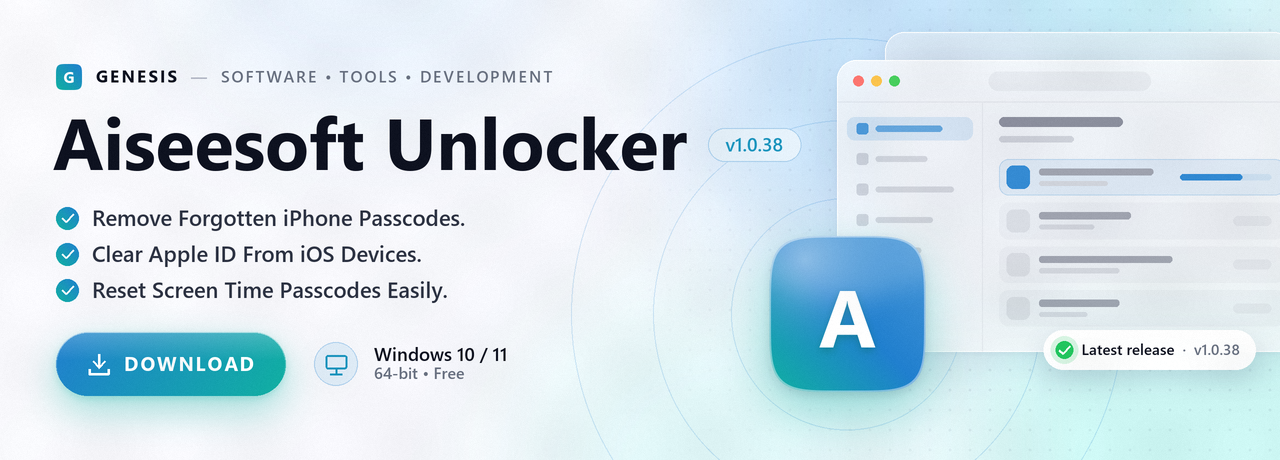 G GENESIS — SOFTWARE • TOOLS • DEVELOPMENT
Aiseesoft Unlocker v1.0.38
Remove Forgotten iPhone Passcodes.
Clear Apple ID From iOS Devices.
Reset Screen Time Passcodes Easily.
DOWNLOAD
Windows 10 / 11
64-bit • Free
A
Latest release · v1.0.38